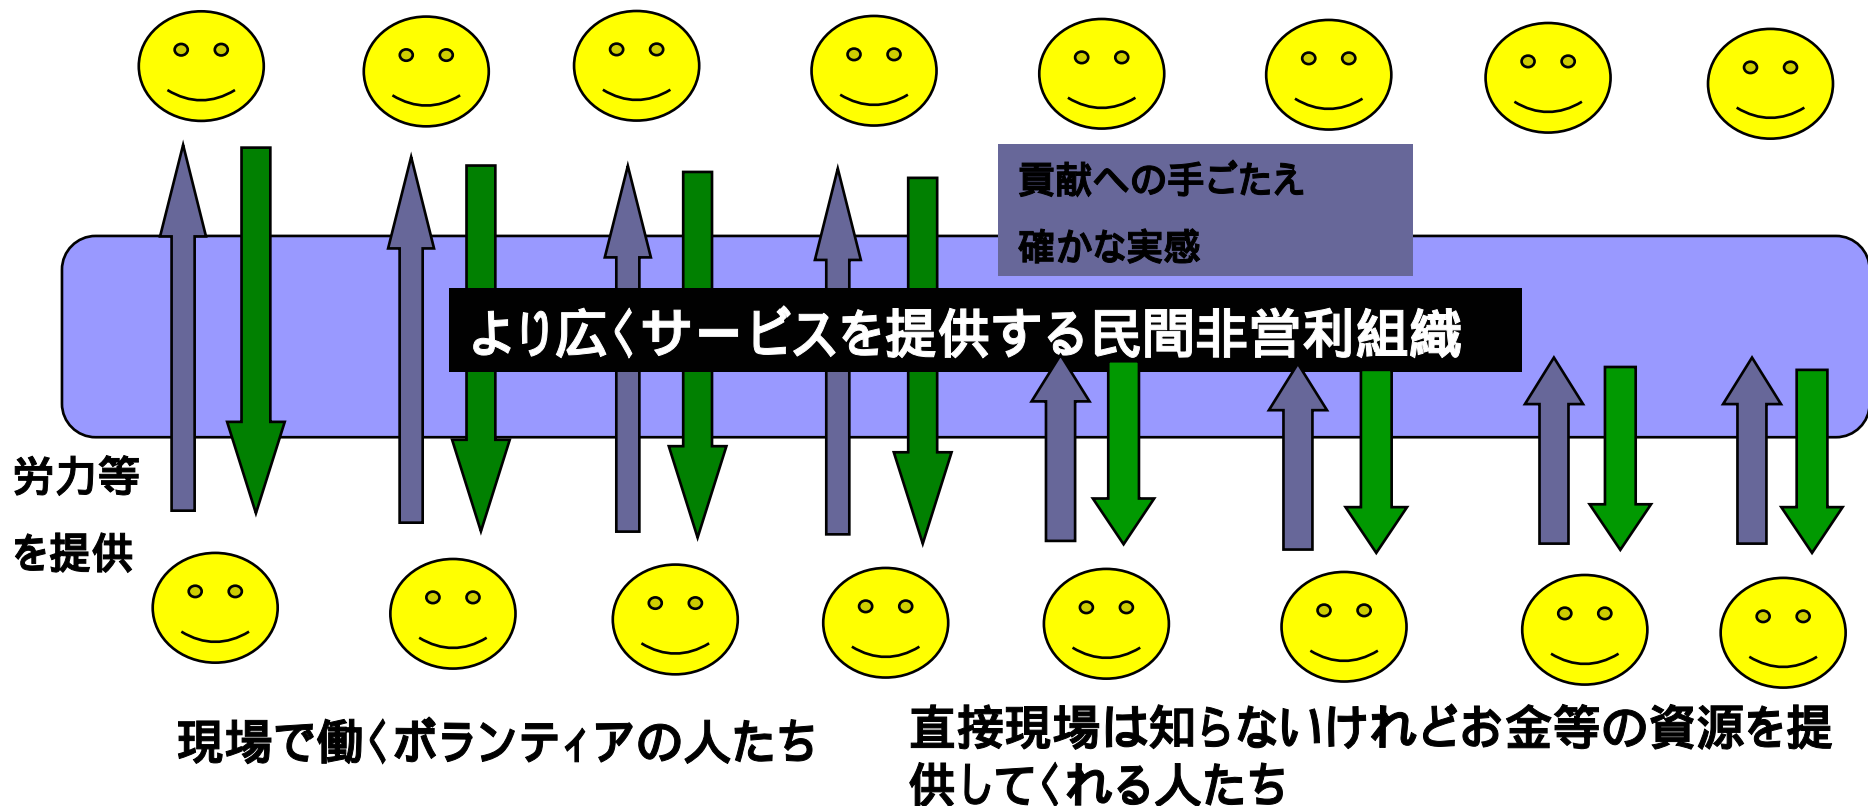 貢献への手ごたえ
確かな実感
より広くサービスを提供する民間非営利組織
労力等
を提供
現場で働くボランティアの人たち
直接現場は知らないけれどお金等の資源を提
供してくれる人たち